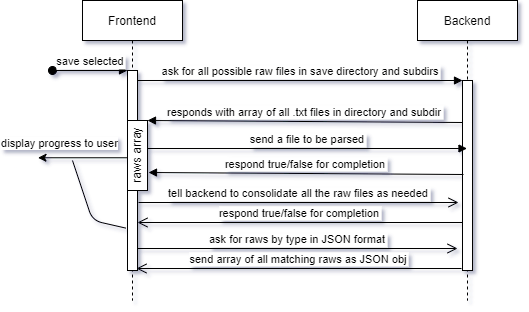 Frontend
Backend
save selected
ask for all possible raw files in save directory and subdirs
responds with array of all .txt files in directory and subdir
raws array
send a file to be parsed
display progress to user
respond true/false for completion
tell backend to consolidate all the raw files as needed
respond true/false for completion
ask for raws by type in JSON format
send array of all matching raws as JSON obj